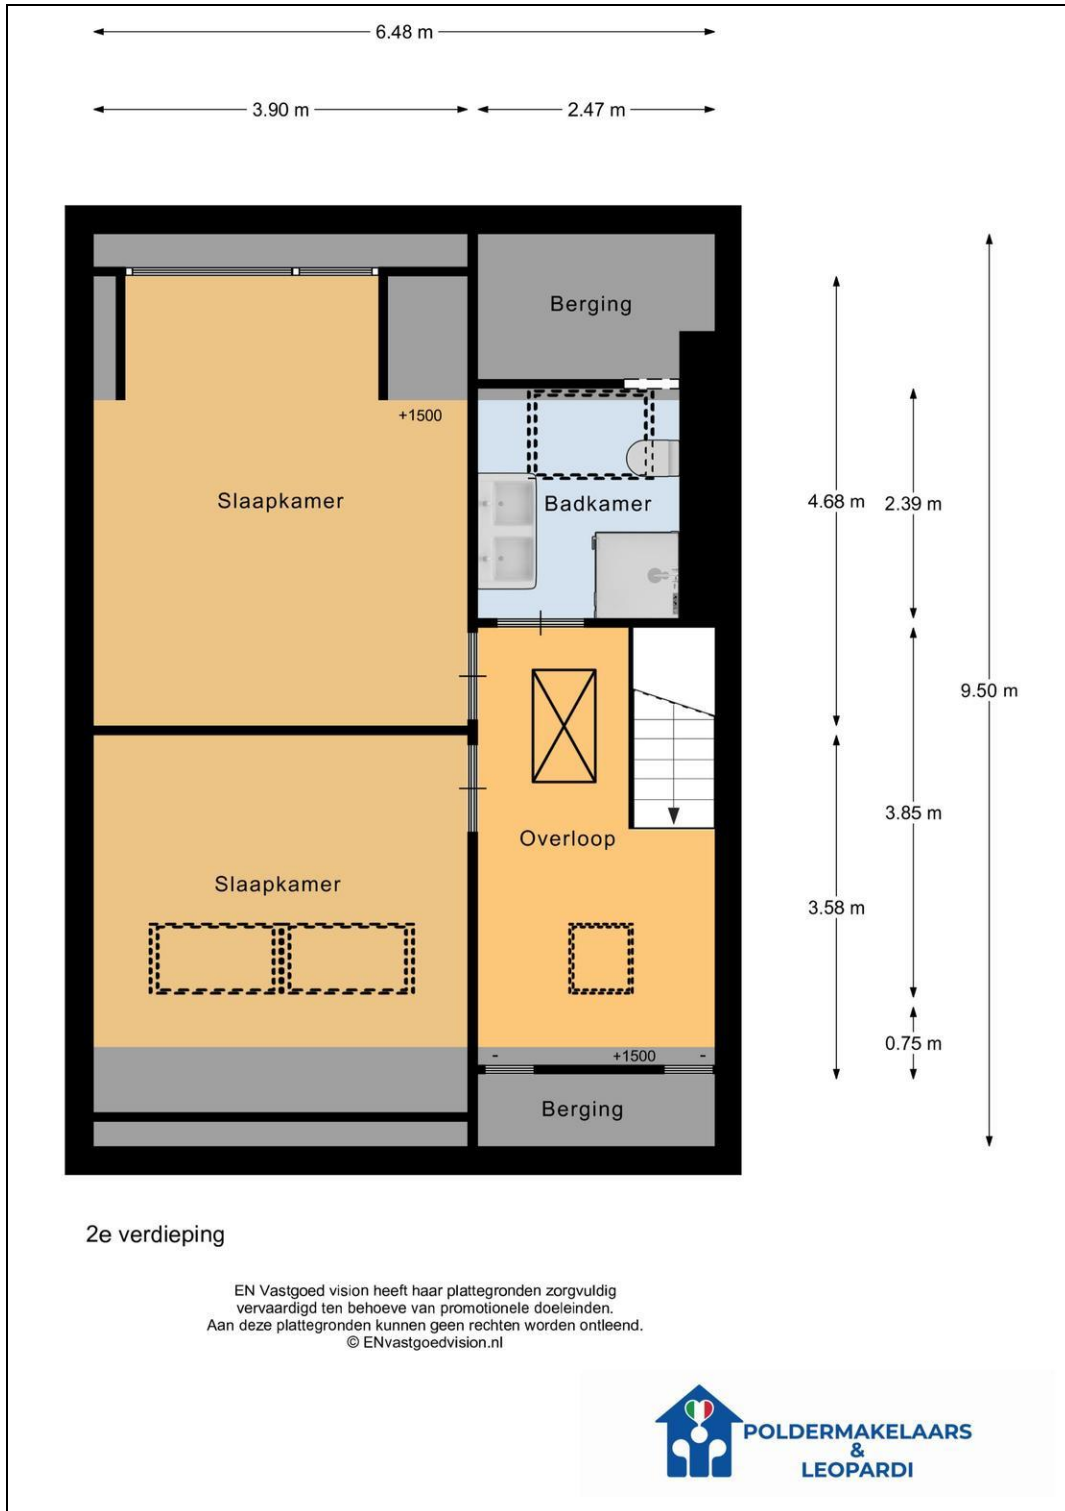 6.48 m
3.90 m
2.47 m
Berging
+1500
Slaapkamer
Badkamer
4.68 m
2.39 m
9.50 m
3.85 m
Overloop
Slaapkamer
3.58 m
- +1500 -
0.75 m
Berging
2e verdieping
EN Vastgoed vision heeft haar plattegronden zorgvuldig
vervaardigd ten behoeve van promotionele doeleinden.
Aan deze plattegronden kunnen geen rechten worden ontleend.
© ENvastgoedvision.nl
POLDERMAKELAARS
&
LEOPARDI